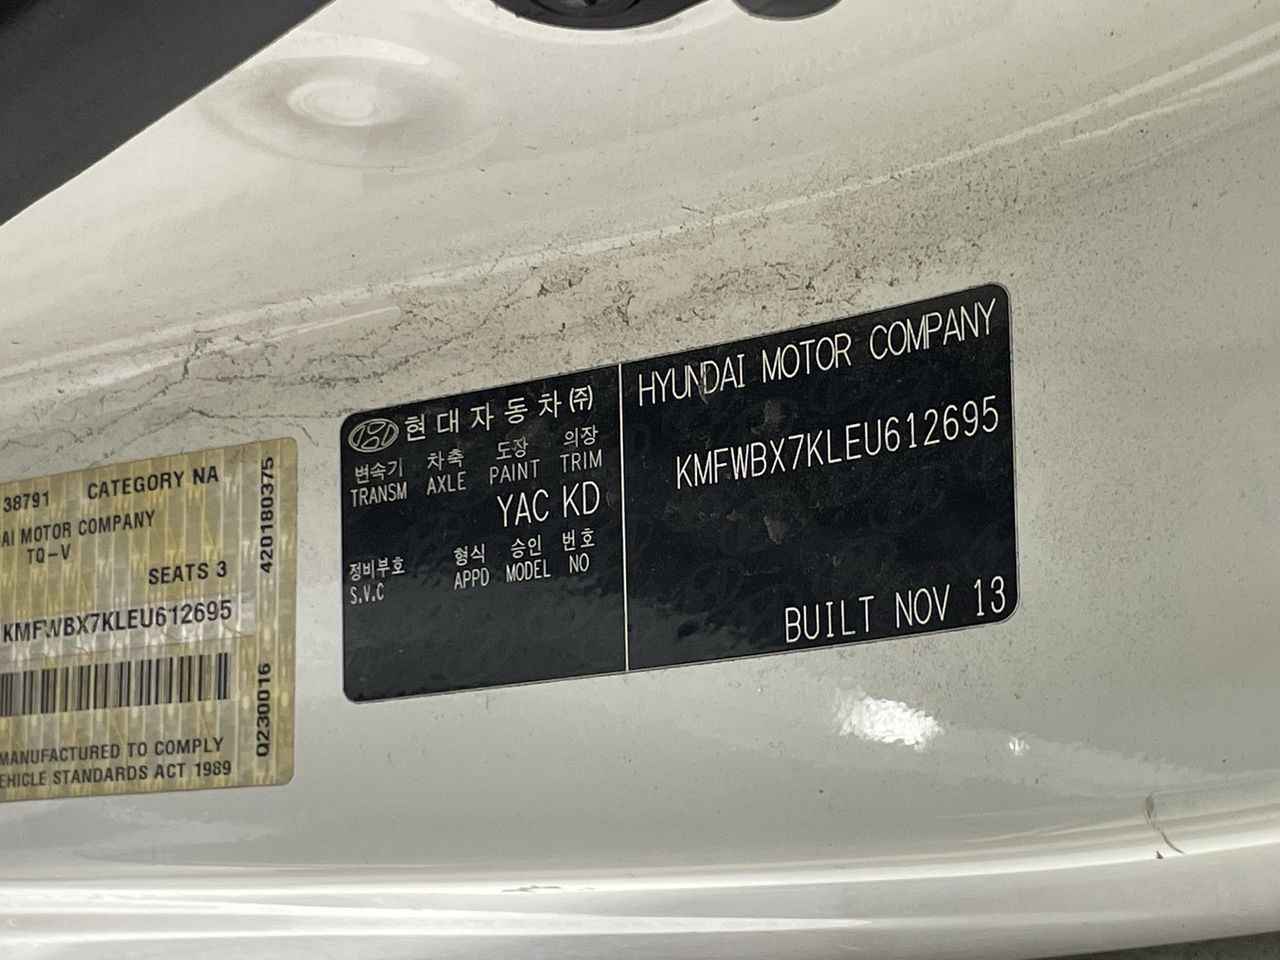 38791 CATEGORY NA
AI MOTOR COMPANY
TQ-V
SEATS 3
KMFWBX7KLEU612695
MANUFACTURED TO COMPLY
EHICLE STANDARDS ACT 1989
420180375
Q230016
현대자동차(주)
변속기 차축 도장 의장
TRANSM AXLE PAINT TRIM
YAC KD
정비부호 형식 승인 번호
S.V.C APPD MODEL NO
HYUNDAI MOTOR COMPANY
KMFWBX7KLEU612695
BUILT NOV 13